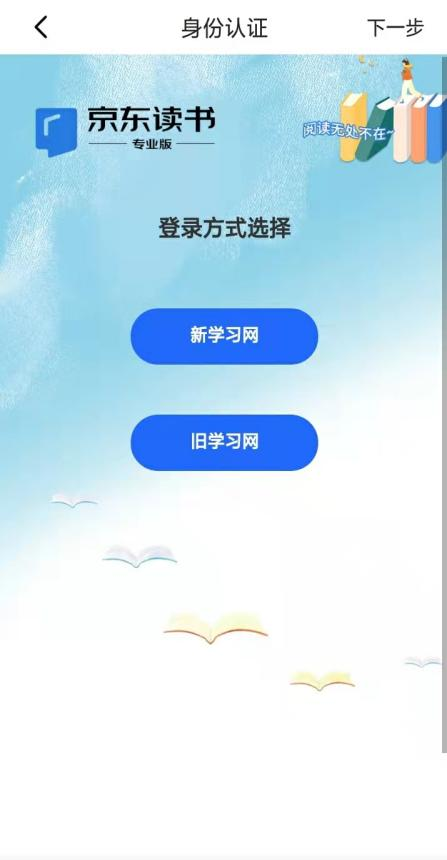 身份认证
下一步
京东读书
专业版
阅读无处不在~
登录方式选择
新学习网
旧学习网